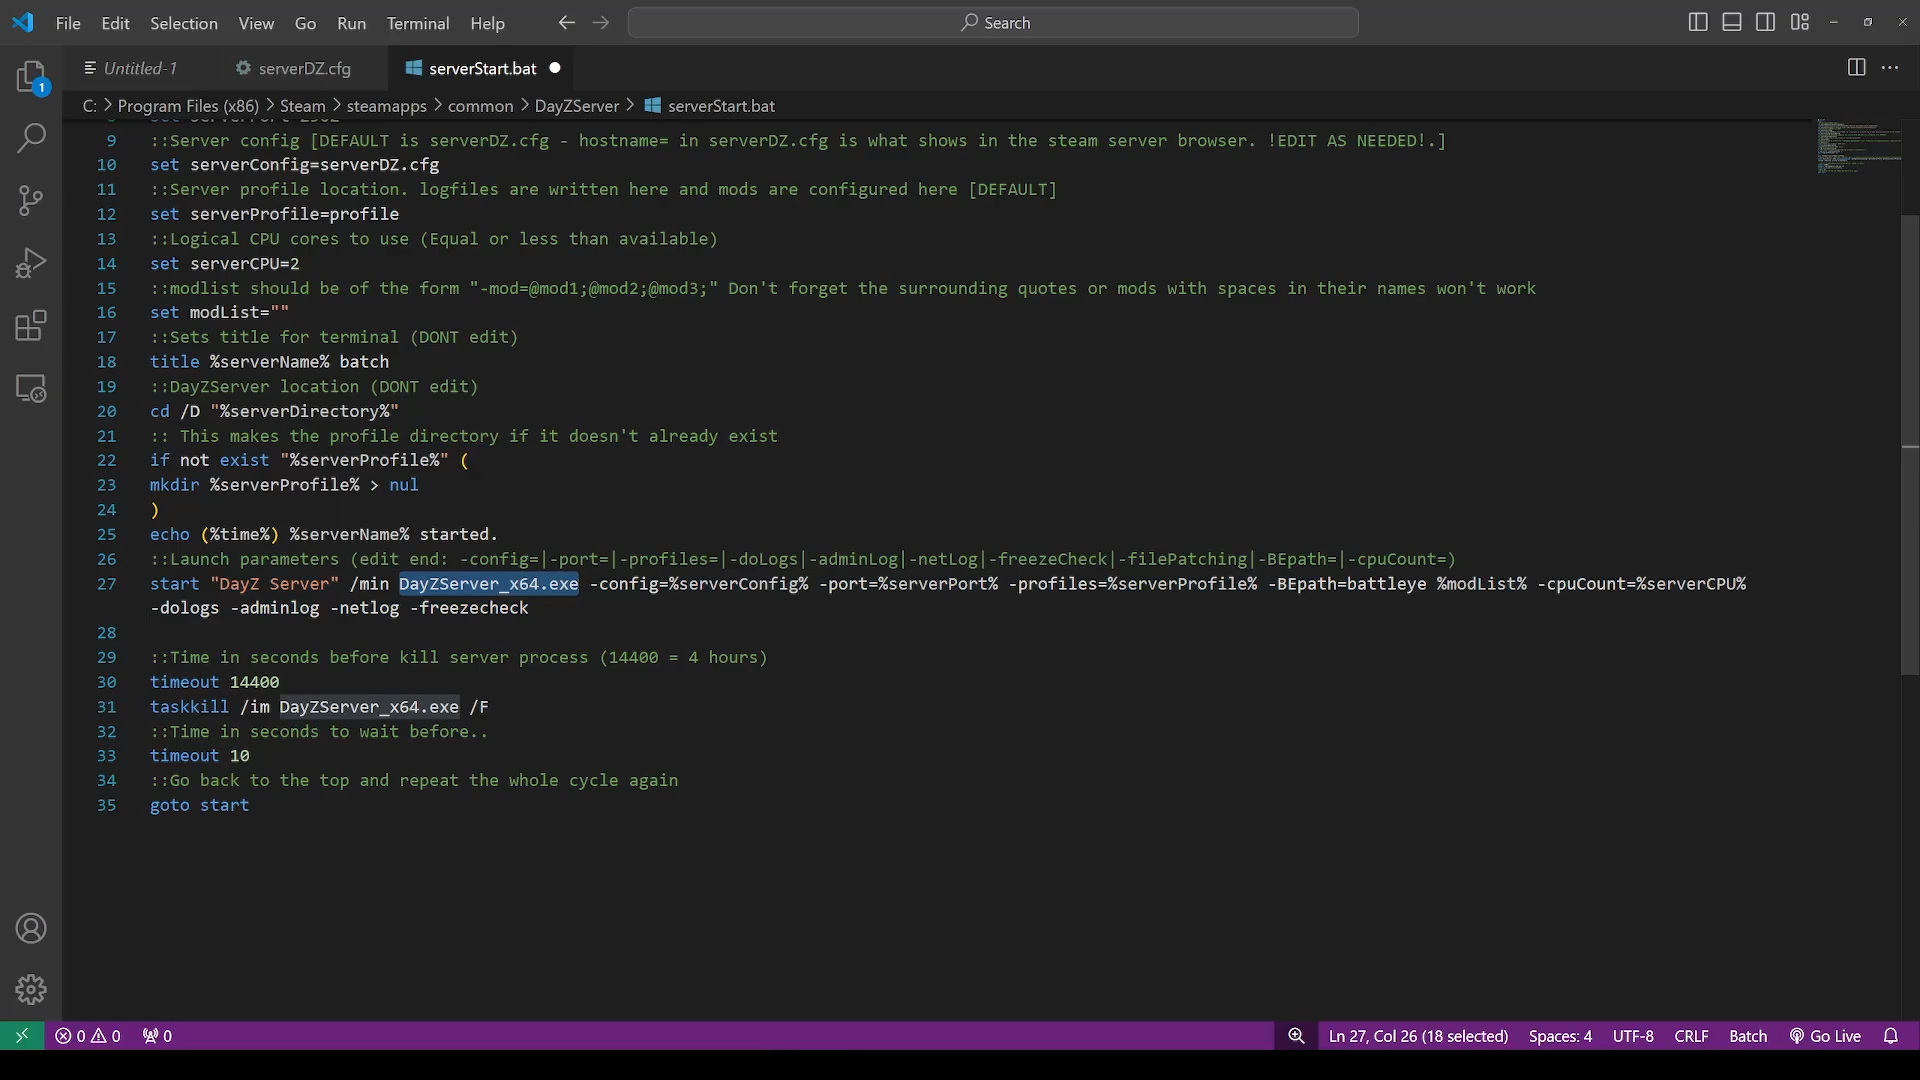 File Edit Selection View Go Run Terminal Help
Search
Untitled-1 serverDZ.cfg serverStart.bat
C: > Program Files (x86) > Steam > steamapps > common > DayZServer > serverStart.bat
9 ::Server config [DEFAULT is serverDZ.cfg - hostname= in serverDZ.cfg is what shows in the steam server browser. !EDIT AS NEEDED!.]
10 set serverConfig=serverDZ.cfg
11 ::Server profile location. logfiles are written here and mods are configured here [DEFAULT]
12 set serverProfile=profile
13 ::Logical CPU cores to use (Equal or less than available)
14 set serverCPU=2
15 ::modlist should be of the form "-mod=@mod1;@mod2;@mod3;" Don't forget the surrounding quotes or mods with spaces in their names won't work
16 set modList=""
17 ::Sets title for terminal (DONT edit)
18 title %serverName% batch
19 ::DayZServer location (DONT edit)
20 cd /D "%serverDirectory%"
21 :: This makes the profile directory if it doesn't already exist
22 if not exist "%serverProfile%" (
23 mkdir %serverProfile% > nul
24 )
25 echo (%time%) %serverName% started.
26 ::Launch parameters (edit end: -config=|-port=|-profiles=|-doLogs|-adminLog|-netLog|-freezeCheck|-filePatching|-BEpath=|-cpuCount=)
27 start "DayZ Server" /min DayZServer_x64.exe -config=%serverConfig% -port=%serverPort% -profiles=%serverProfile% -BEpath=battleye %modList% -cpuCount=%serverCPU%
-dologs -adminlog -netlog -freezecheck
28
29 ::Time in seconds before kill server process (14400 = 4 hours)
30 timeout 14400
31 taskkill /im DayZServer_x64.exe /F
32 ::Time in seconds to wait before..
33 timeout 10
34 ::Go back to the top and repeat the whole cycle again
35 goto start
1
0 0 0 Ln 27, Col 26 (18 selected) Spaces: 4 UTF-8 CRLF Batch Go Live